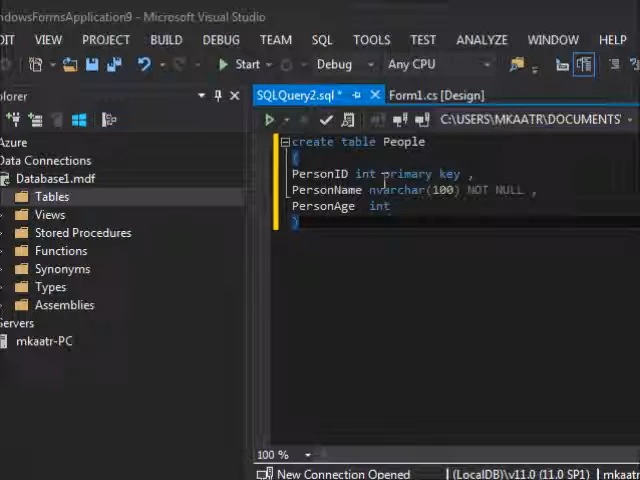 ndowsFormsApplication9 - Microsoft Visual Studio
DIT VIEW PROJECT BUILD DEBUG TEAM SQL TOOLS TEST ANALYZE WINDOW HELP
Start Debug Any CPU
plorer
SQLQuery2.sql * Form1.cs [Design]
C:\USERS\MKAATR\DOCUMENTS
Azure
Data Connections
Database1.mdf
Tables
Views
Stored Procedures
Functions
Synonyms
Types
Assemblies
Servers
mkaatr-PC
create table People
(
PersonID int primary key ,
PersonName nvarchar(100) NOT NULL ,
PersonAge int
)
100 %
New Connection Opened (LocalDB)\v11.0 (11.0 SP1) mkaatr